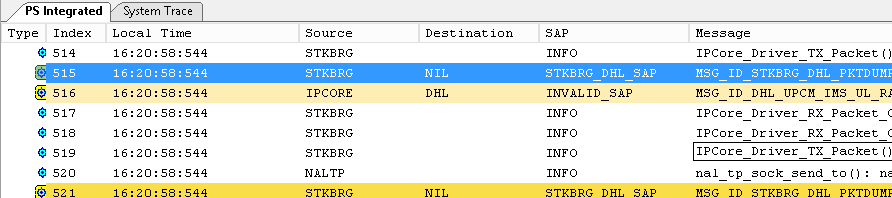 PS Integrated System Trace
Type Index Local Time Source Destination SAP Message
514 16:20:58:544 STKBRG INFO IPCore_Driver_TX_Packet()
515 16:20:58:544 STKBRG NIL STKBRG_DHL_SAP MSG_ID_STKBRG_DHL_PKTDUMP
516 16:20:58:544 IPCORE DHL INVALID_SAP MSG_ID_DHL_UPCM_IMS_UL_RA
517 16:20:58:544 STKBRG INFO IPCore_Driver_RX_Packet_
518 16:20:58:544 STKBRG INFO IPCore_Driver_RX_Packet_
519 16:20:58:544 STKBRG INFO IPCore_Driver_TX_Packet()
520 16:20:58:544 NALTP INFO nal_tp_sock_send_to(): na
521 16:20:58:544 STKBRG NIL STKBRG_DHL_SAP MSG_ID_STKBRG_DHL_PKTDUMP